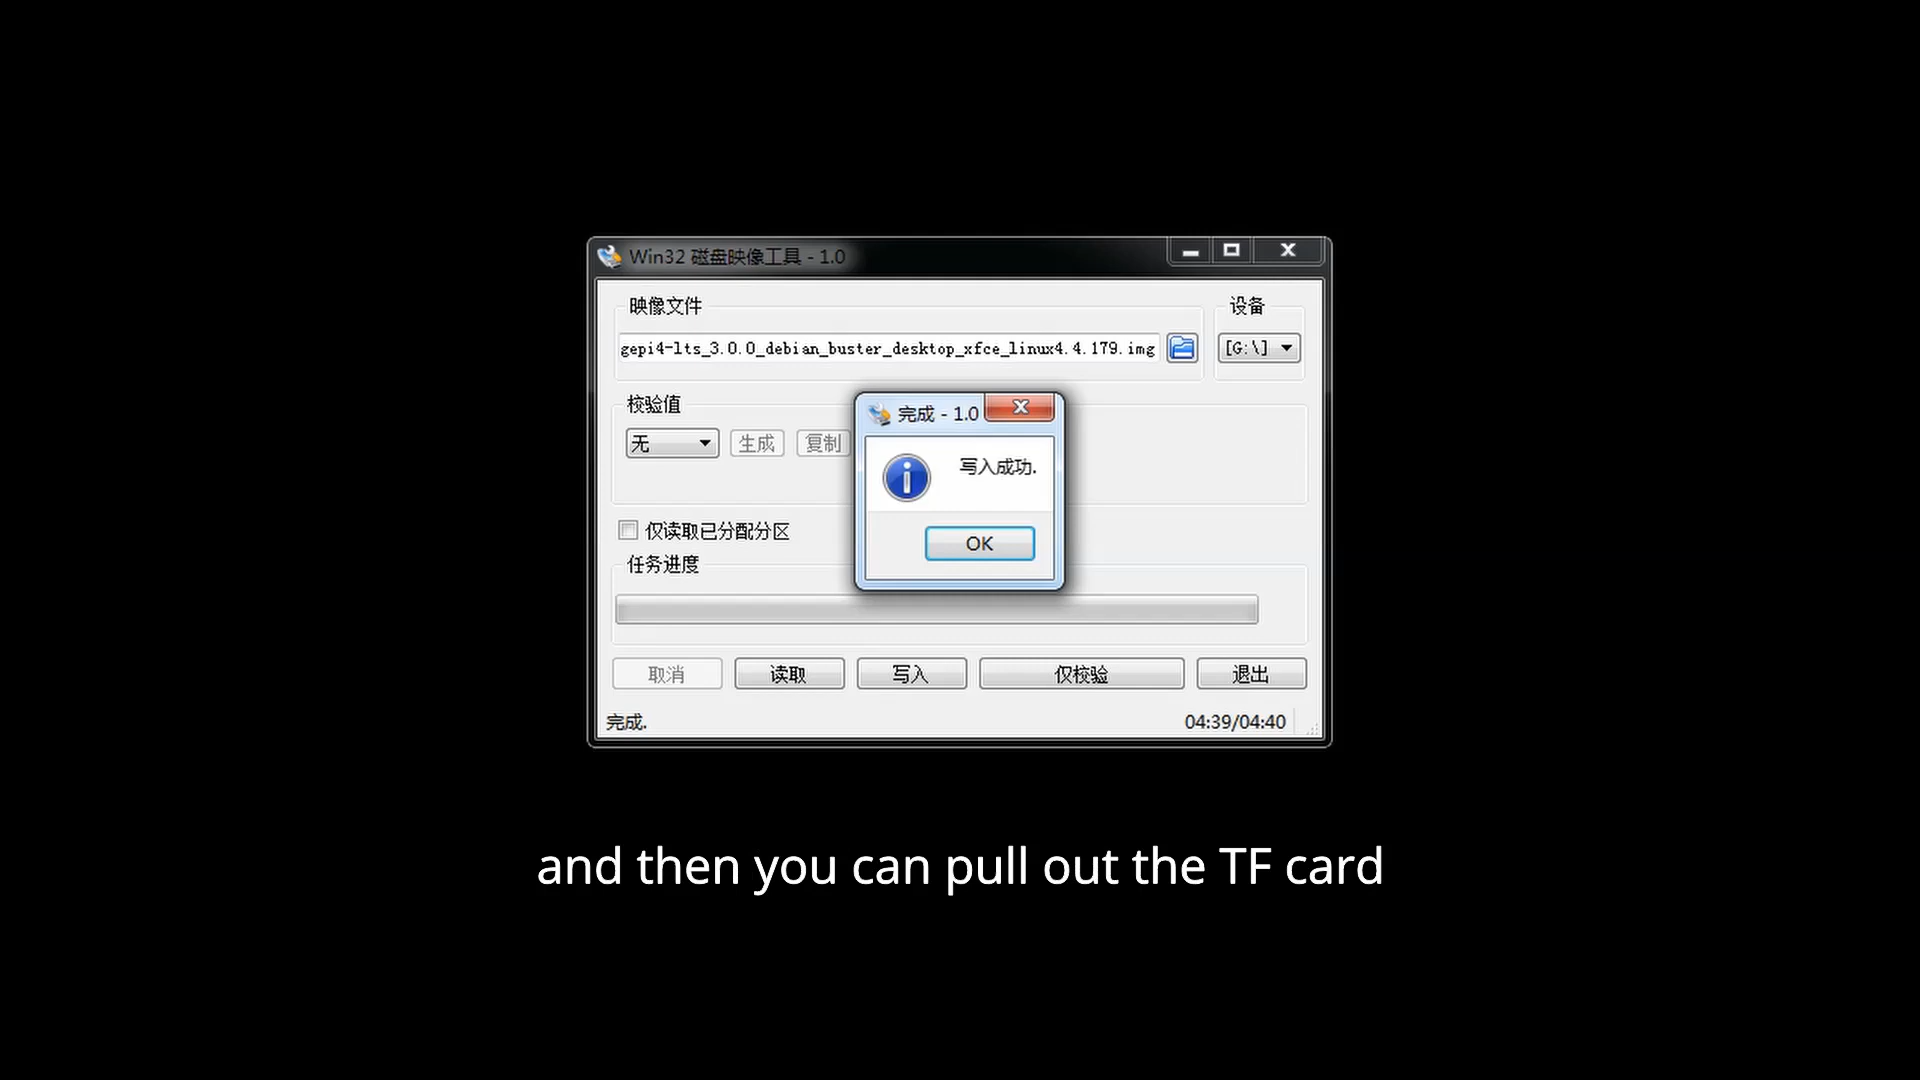 Win32 磁盘映像工具 - 1.0
映像文件
设备
gepi4-lts_3.0.0_debian_buster_desktop_xfce_linux4.4.179.img
[G:\]
校验值
完成 - 1.0
无
生成
复制
写入成功.
仅读取已分配分区
OK
任务进度
取消
读取
写入
仅校验
退出
完成.
04:39/04:40
and then you can pull out the TF card